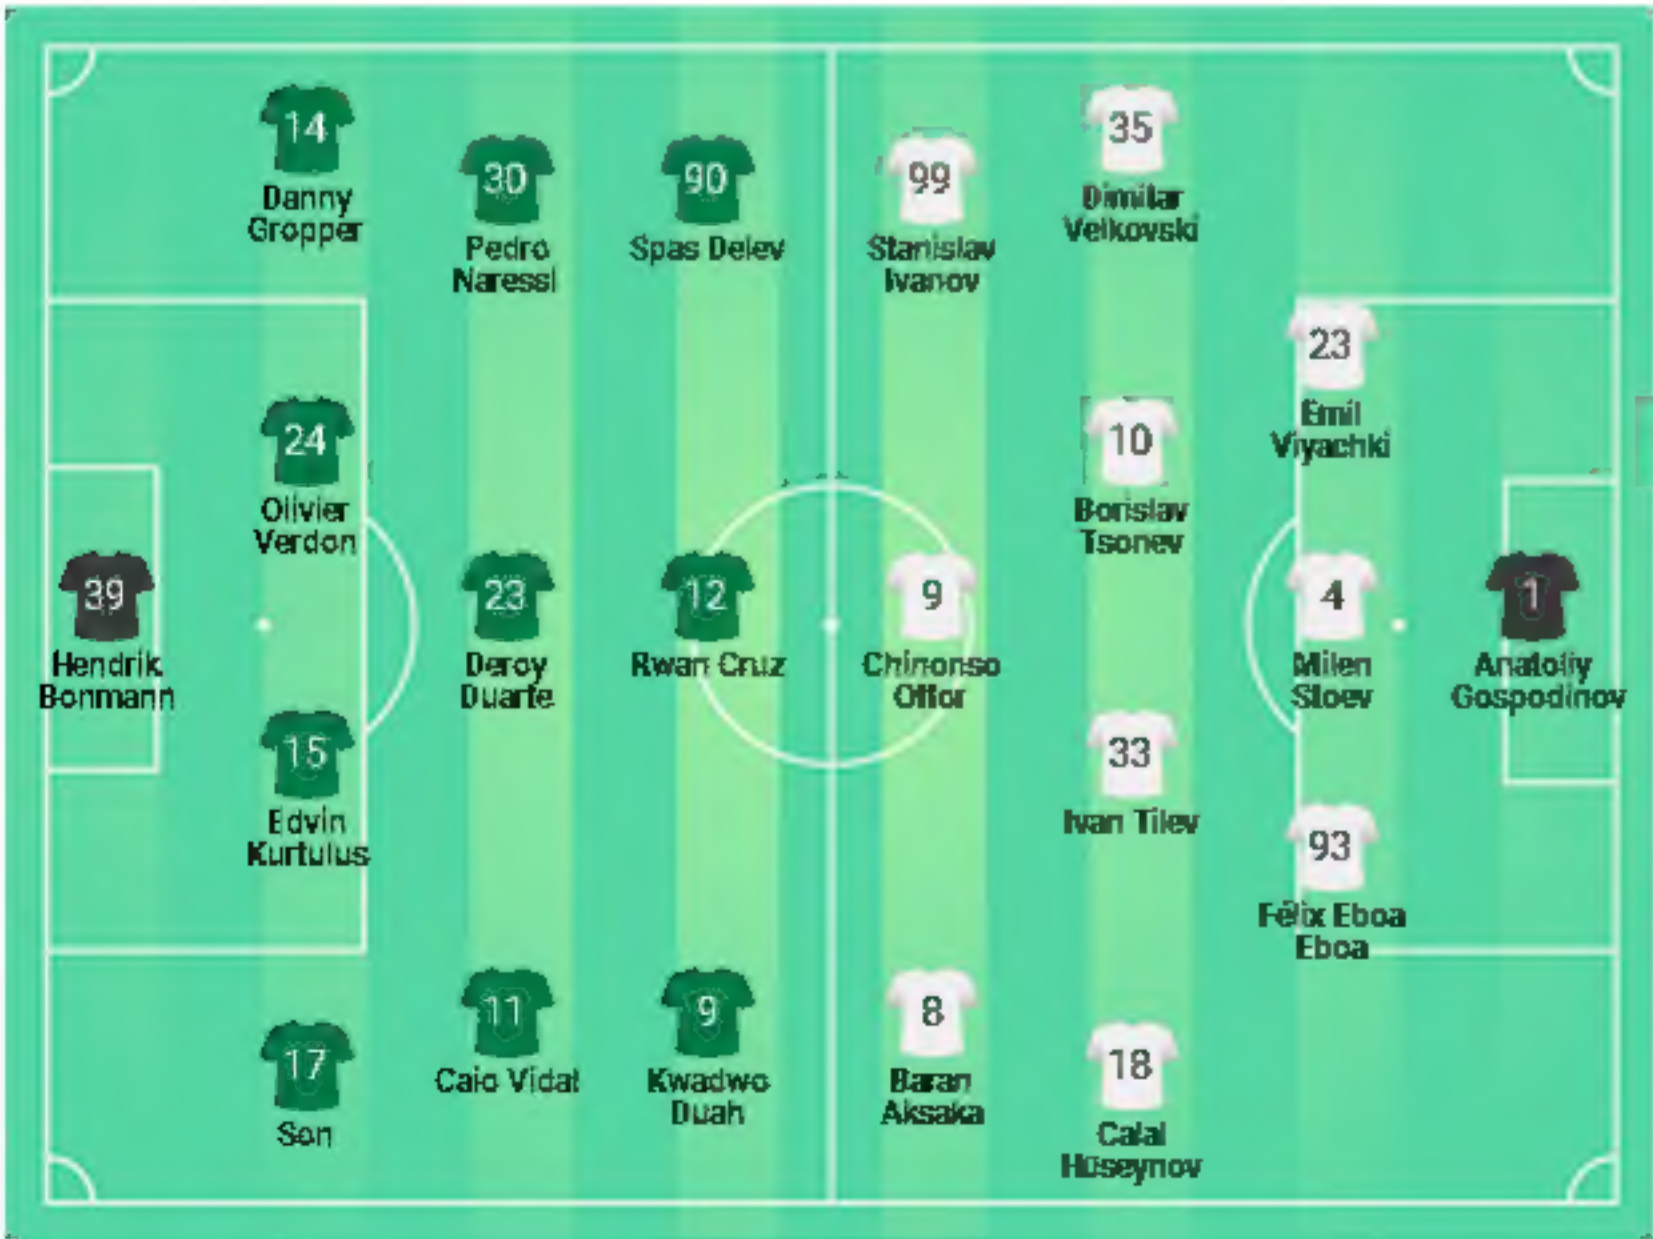 14
Danny
Gropper
30
Pedro
Naressi
90
Spas Delev
99
Stanislav
Ivanov
35
Dimitar
Velkovski
24
Olivier
Verdon
10
Borislav
Tsonev
23
Emil
Viyachki
39
Hendrik
Bonmann
23
Deroy
Duarte
12
Rwan Cruz
9
Chinonso
Offor
4
Milen
Stoev
1
Anatoliy
Gospodinov
15
Edvin
Kurtulus
33
Ivan Tilev
93
Félix Eboa
Eboa
17
Son
11
Caio Vidal
9
Kwadwo
Duah
8
Baran
Aksaka
18
Calal
Hüseynov